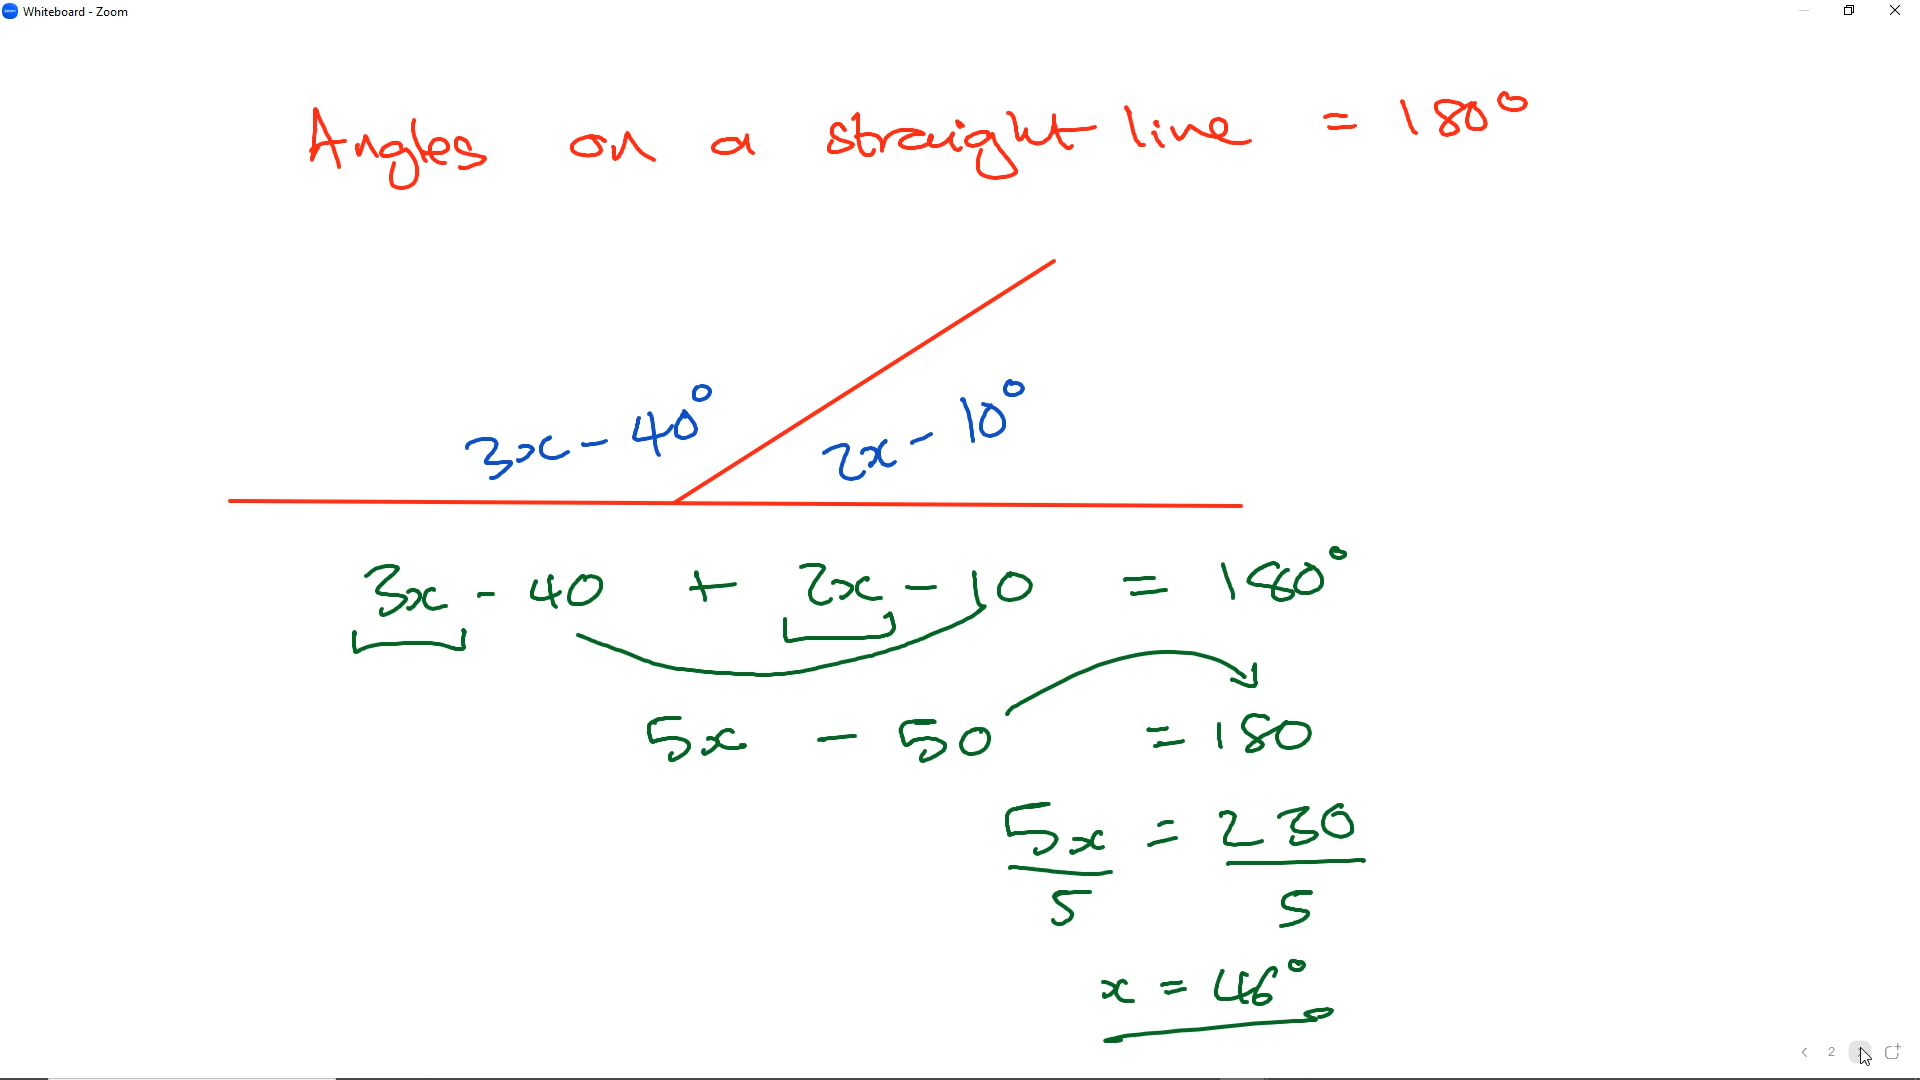 Whiteboard - Zoom
Angles on a straight line = 180°
3x - 40°
2x - 10°
3x - 40 + 2x - 10 = 180°
5x - 50 = 180
5x = 230
5 5
x = 46°
2